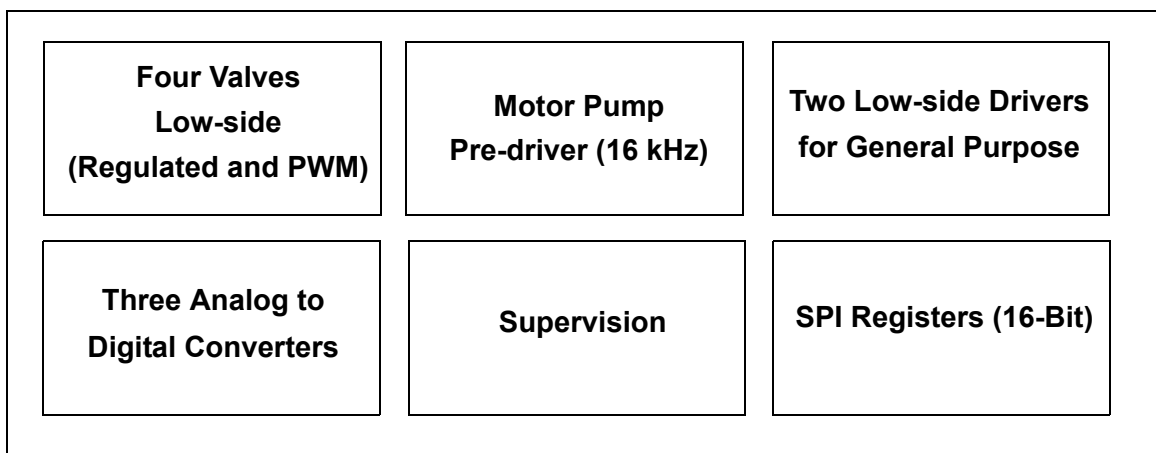 Four Valves
Low-side
(Regulated and PWM)
Motor Pump
Pre-driver (16 kHz)
Two Low-side Drivers
for General Purpose
Three Analog to
Digital Converters
Supervision
SPI Registers (16-Bit)